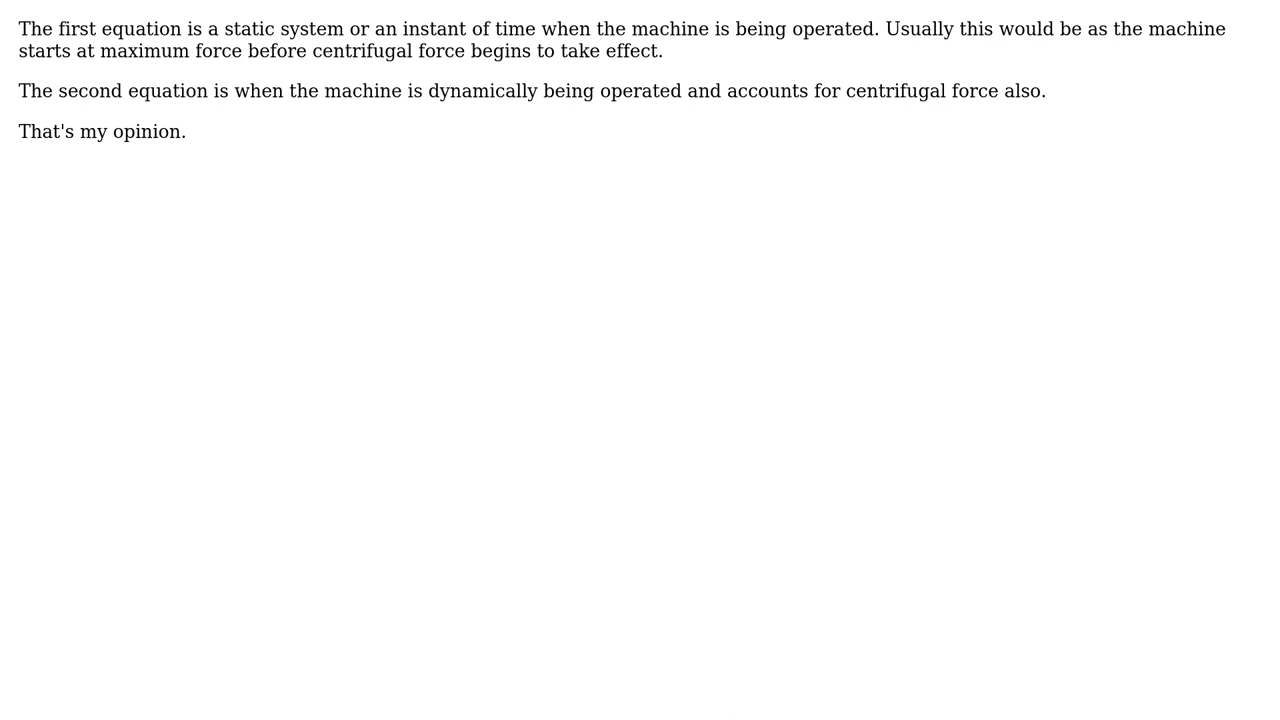 The first equation is a static system or an instant of time when the machine is being operated. Usually this would be as the machine
starts at maximum force before centrifugal force begins to take effect.
The second equation is when the machine is dynamically being operated and accounts for centrifugal force also.
That's my opinion.